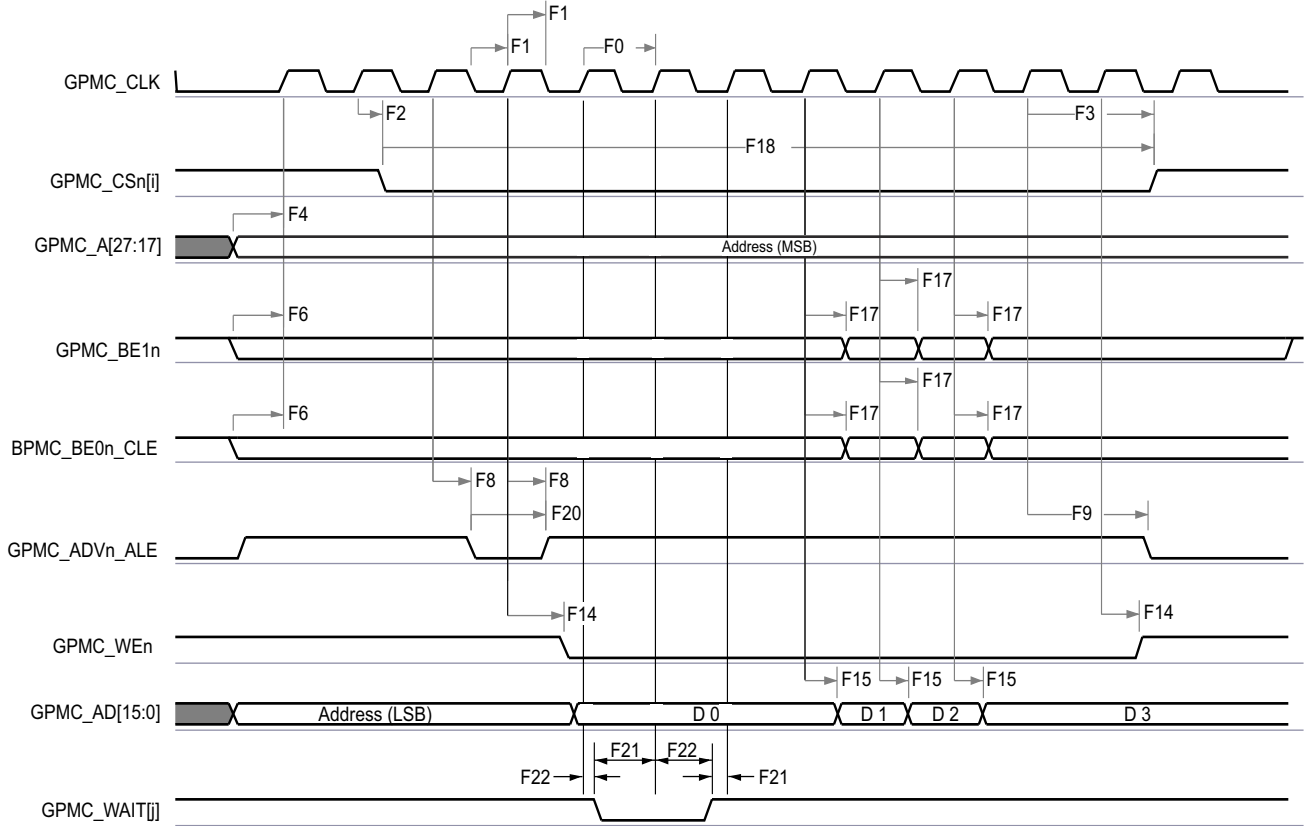 F1
F1
F0
GPMC_CLK
F2
F3
F18
GPMC_CSn[i]
F4
GPMC_A[27:17]
Address (MSB)
F17
F6
F17
F17
GPMC_BE1n
F17
F6
F17
F17
BPMC_BE0n_CLE
F8
F8
F20
F9
GPMC_ADVn_ALE
F14
F14
GPMC_WEn
F15
F15
F15
GPMC_AD[15:0]
Address (LSB)
D 0
D 1
D 2
D 3
F21
F22
F22
F21
GPMC_WAIT[j]